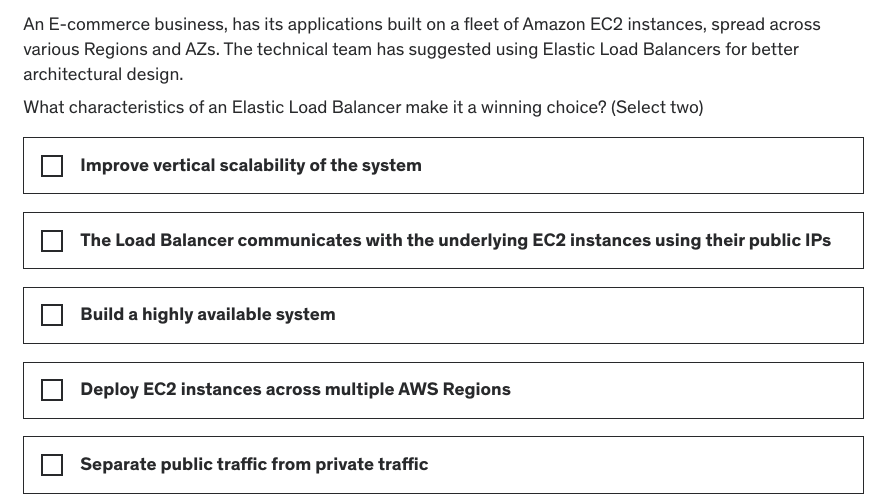 An E-commerce business, has its applications built on a fleet of Amazon EC2 instances, spread across
various Regions and AZs. The technical team has suggested using Elastic Load Balancers for better
architectural design.
What characteristics of an Elastic Load Balancer make it a winning choice? (Select two)
Improve vertical scalability of the system
The Load Balancer communicates with the underlying EC2 instances using their public IPs
Build a highly available system
Deploy EC2 instances across multiple AWS Regions
Separate public traffic from private traffic